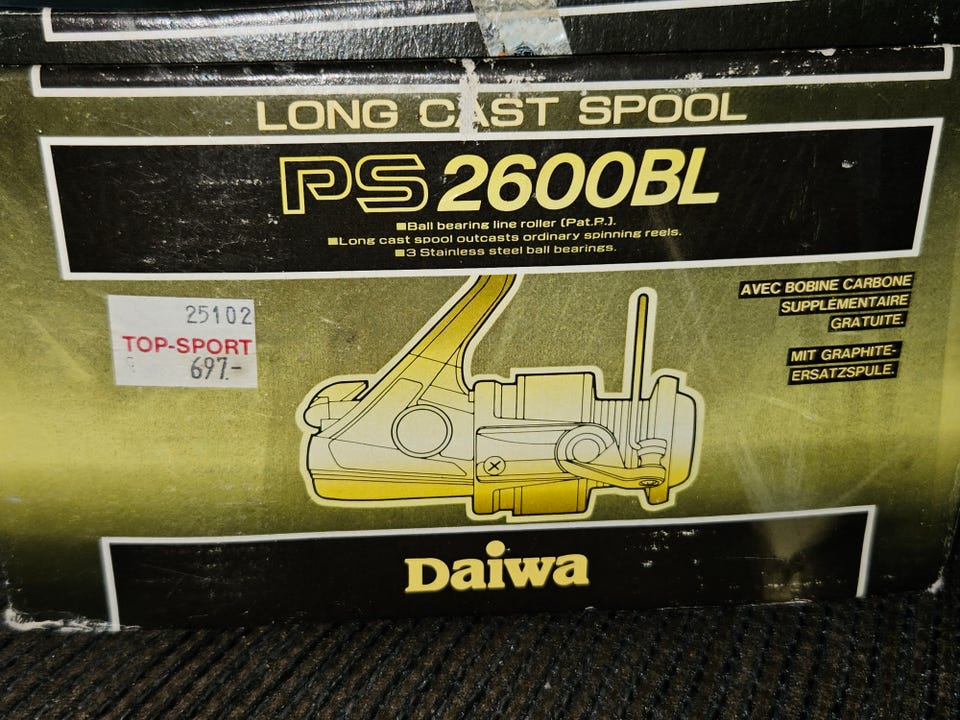 LONG CAST SPOOL
PS 2600BL
■Ball bearing line roller (Pat.P.).
■Long cast spool outcasts ordinary spinning reels.
■3 Stainless steel ball bearings.
AVEC BOBINE CARBONE
SUPPLÉMENTAIRE
GRATUITE.
MIT GRAPHITE-
ERSATZSPULE.
25102
TOP-SPORT
697.-
Daiwa